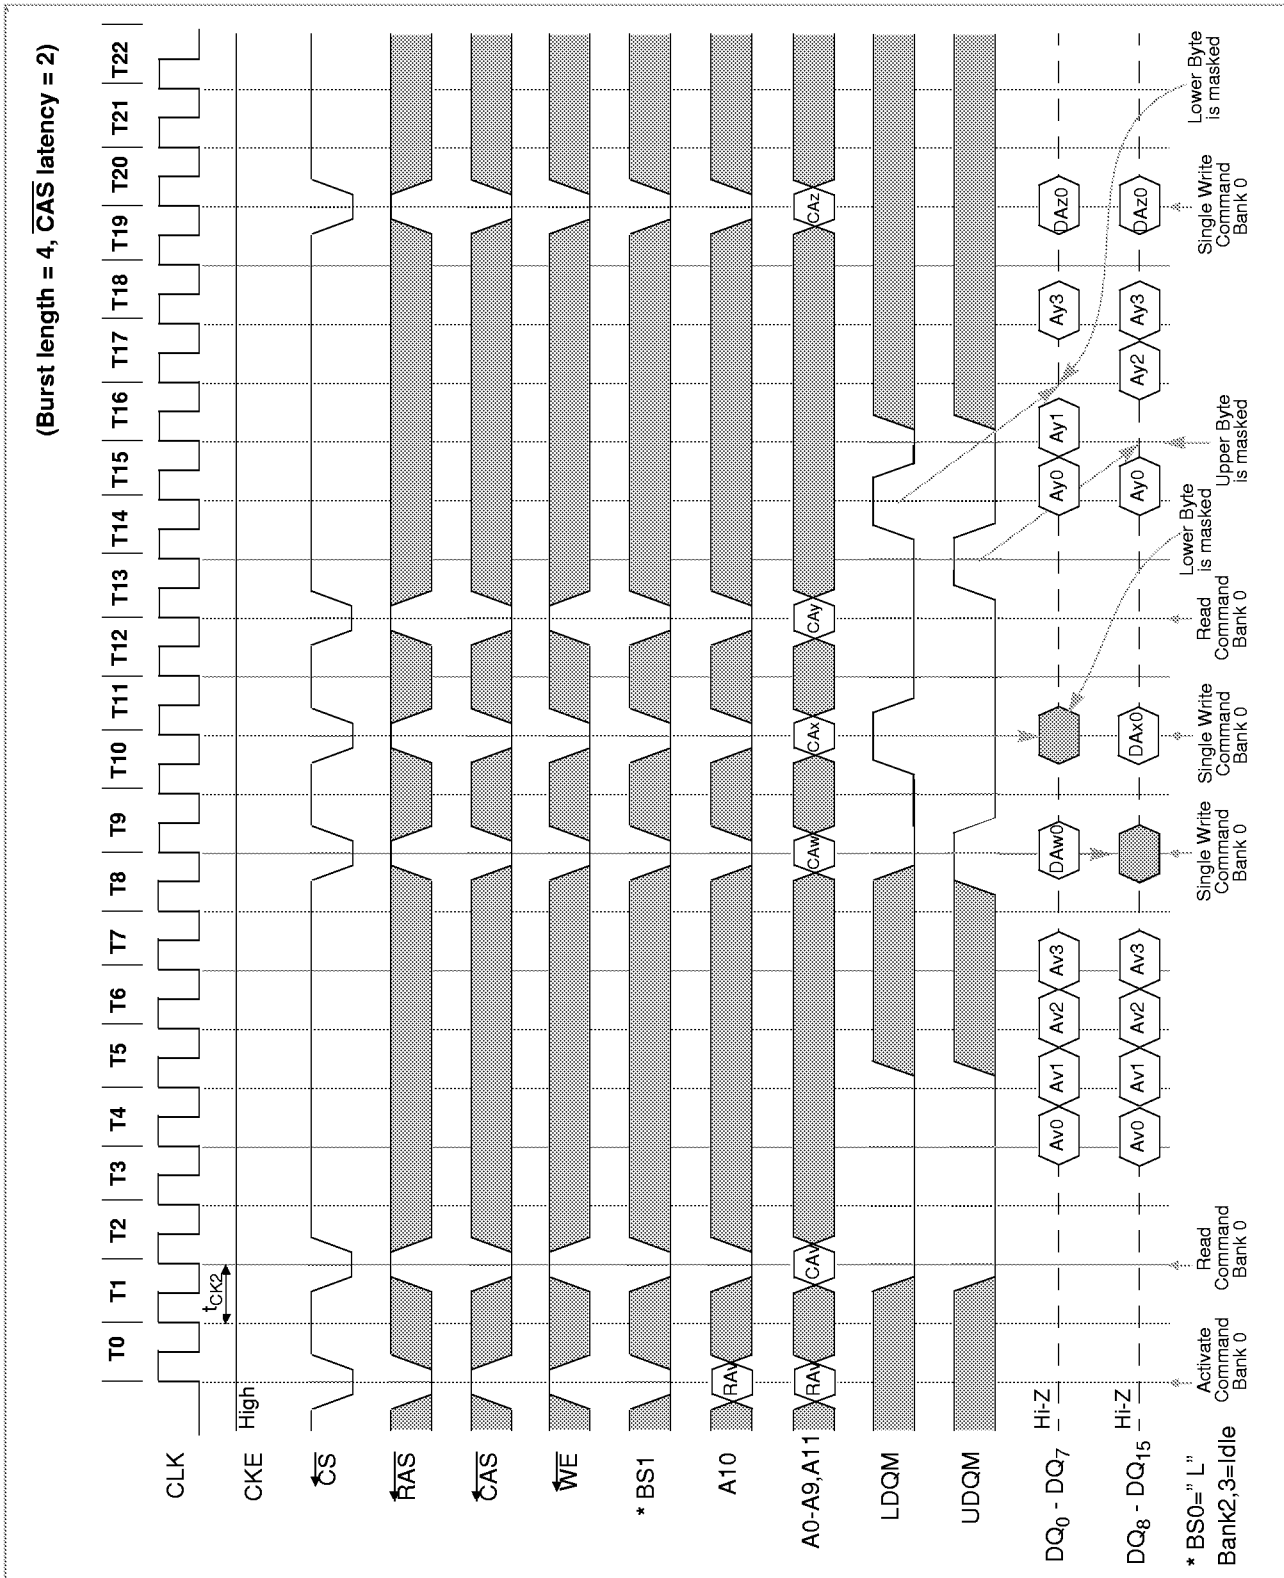 (Burst length = 4, CAS latency = 2)
T0 T1 T2 T3 T4 T5 T6 T7 T8 T9 T10 T11 T12 T13 T14 T15 T16 T17 T18 T19 T20 T21 T22
CLK
tCK2
CKE
High
CS
RAS
CAS
WE
* BS1
A10
RAv
A0-A9,A11
RAv CAv CAw CAx CAy CAz
LDQM
UDQM
DQ0 - DQ7
Hi-Z
Av0 Av1 Av2 Av3 DAw0 Ay0 Ay1 Ay3 DAz0
DQ8 - DQ15
Hi-Z
Av0 Av1 Av2 Av3 DAx0 Ay0 Ay2 Ay3 DAz0
* BS0=" L"
Bank2,3=Idle
Activate
Command
Bank 0
Read
Command
Bank 0
Single Write
Command
Bank 0
Single Write
Command
Bank 0
Read
Command
Bank 0
Lower Byte
is masked
Upper Byte
is masked
Single Write
Command
Bank 0
Lower Byte
is masked